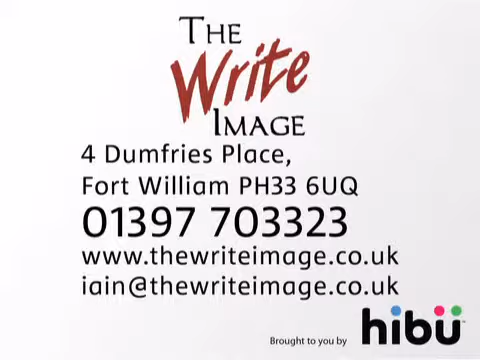 THE
Write
IMAGE
4 Dumfries Place,
Fort William PH33 6UQ
01397 703323
www.thewriteimage.co.uk
iain@thewriteimage.co.uk
Brought to you by hibü™